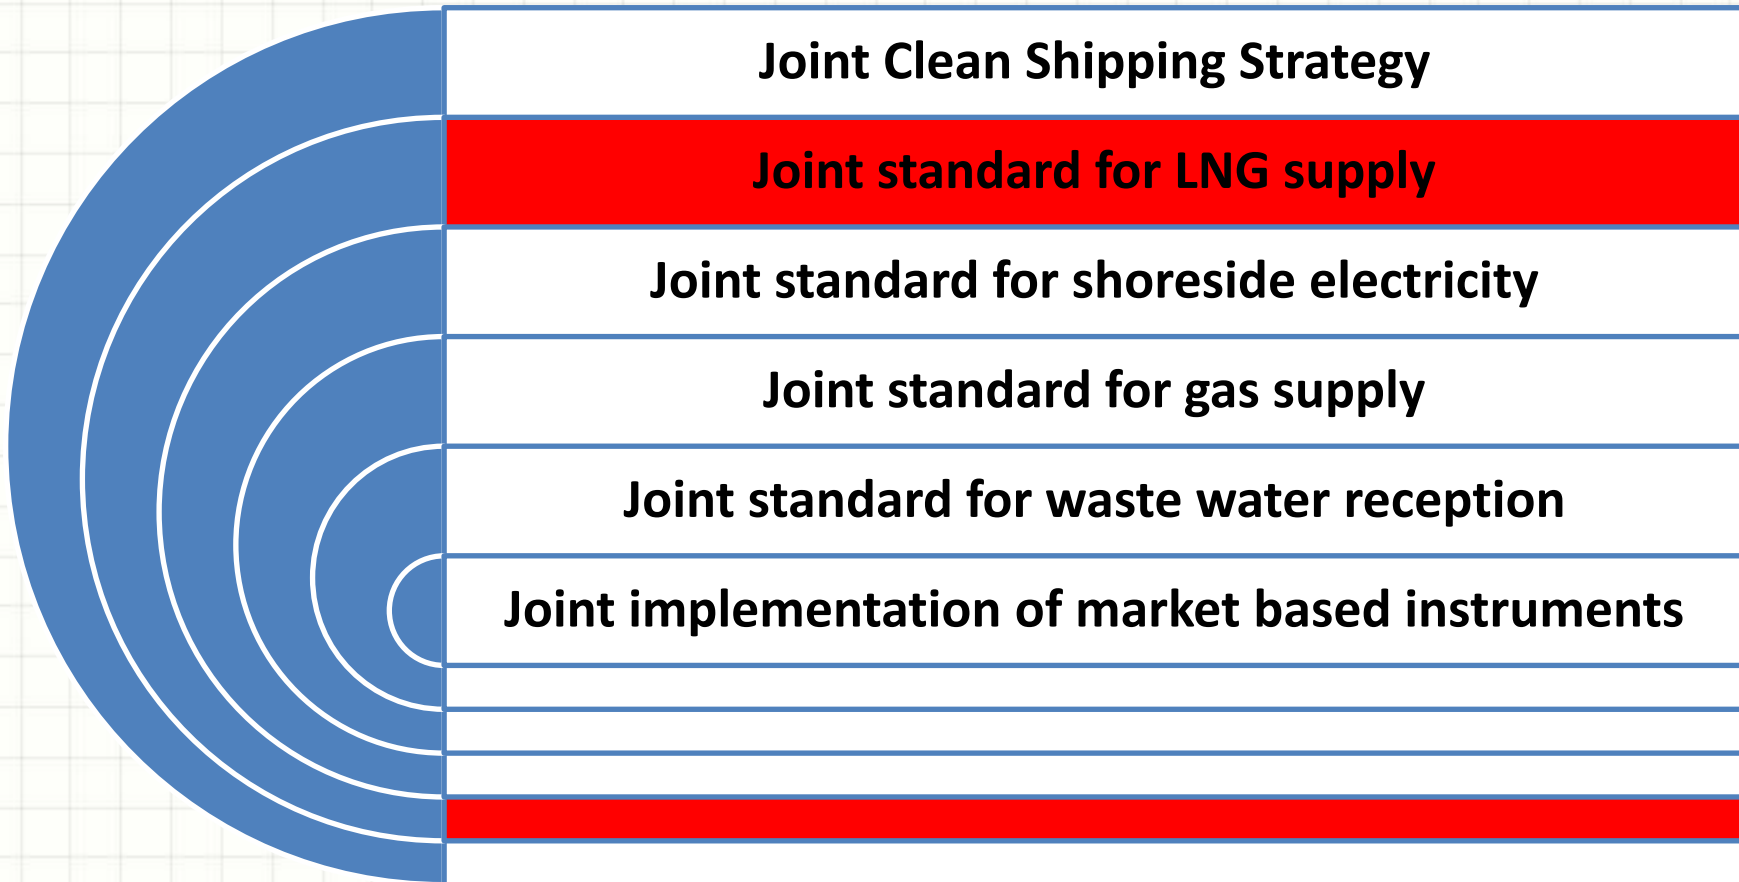 Joint Clean Shipping Strategy
Joint standard for LNG supply
Joint standard for shoreside electricity
Joint standard for gas supply
Joint standard for waste water reception
Joint implementation of market based instruments